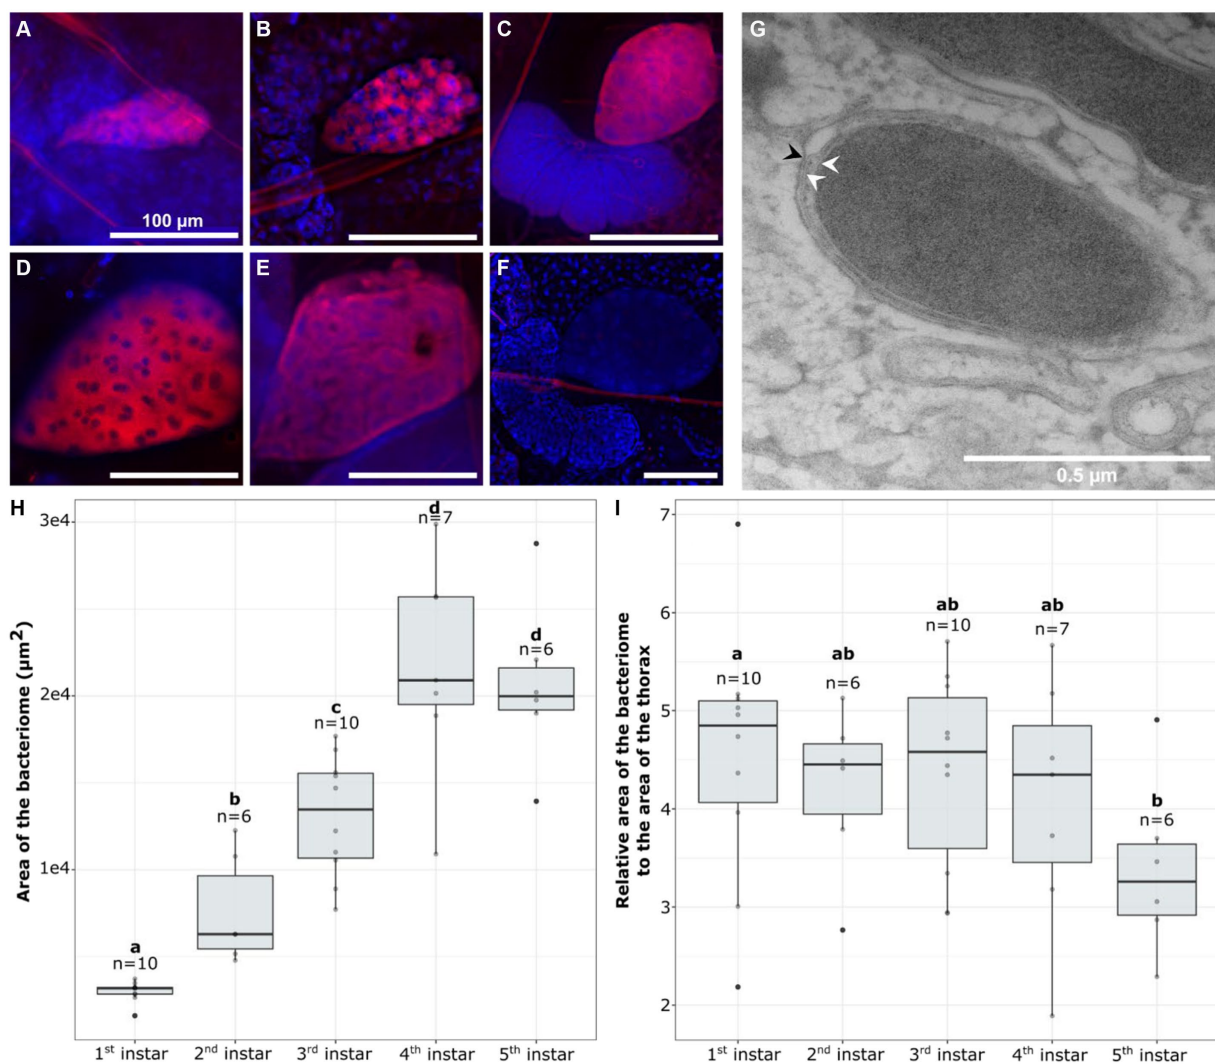 A
B
C
G
100 µm
D
E
F
0.5 µm
H
Area of the bacteriome (µm²)
3e4
2e4
1e4
a
n=10
b
n=6
c
n=10
d
n=7
d
n=6
1st instar
2nd instar
3rd instar
4th instar
5th instar
I
Relative area of the bacteriome
to the area of the thorax
7
6
5
4
3
2
a
n=10
ab
n=6
ab
n=10
ab
n=7
b
n=6
1st instar
2nd instar
3rd instar
4th instar
5th instar